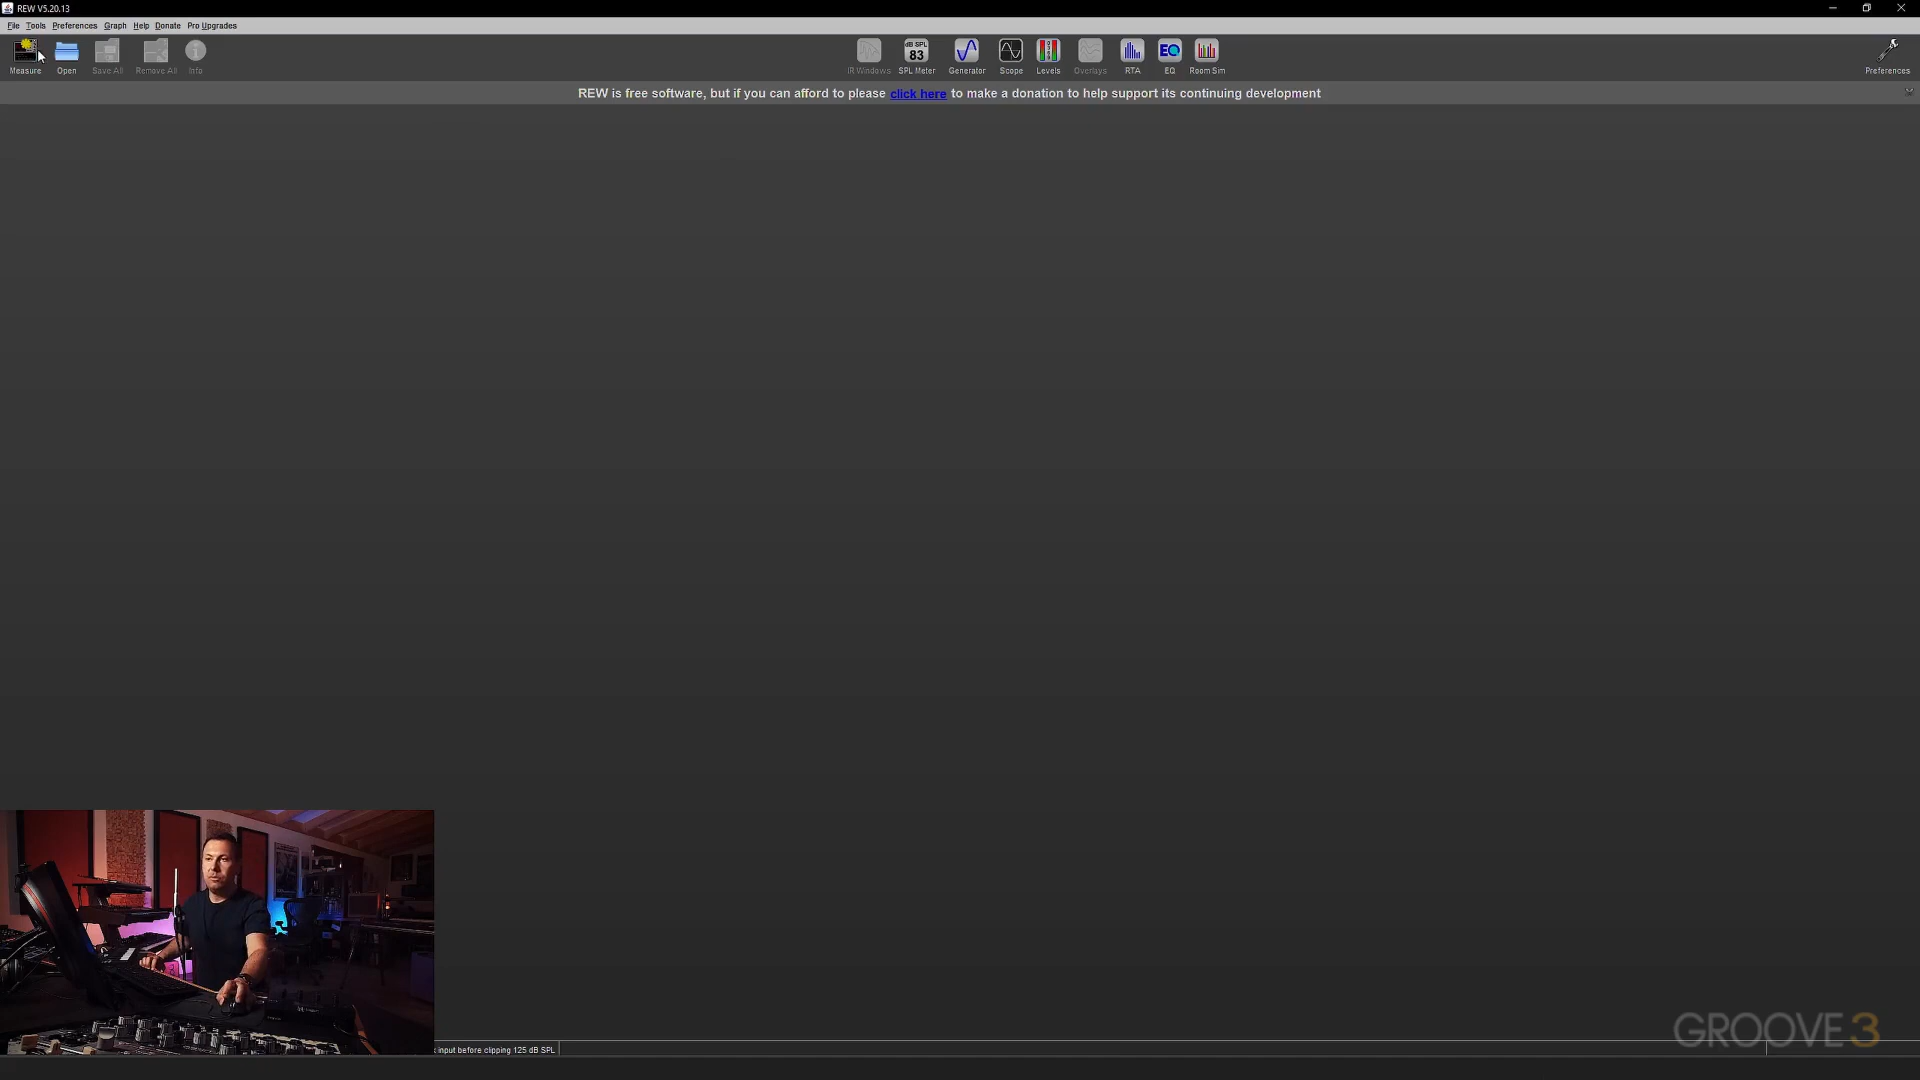 REW V5.20.13
File Tools Preferences Graph Help Donate Pro Upgrades
Measure Open Save All Remove All Info IR Windows dB SPL 83 SPL Meter Generator Scope Levels Overlays RTA EQ EQ Room Sim Preferences
REW is free software, but if you can afford to please click here to make a donation to help support its continuing development
input before clipping 125 dB SPL
GROOVE 3